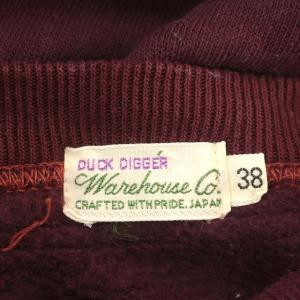 DUCK DIGGER
Warehouse Co.
CRAFTED WITH PRIDE, JAPAN
38